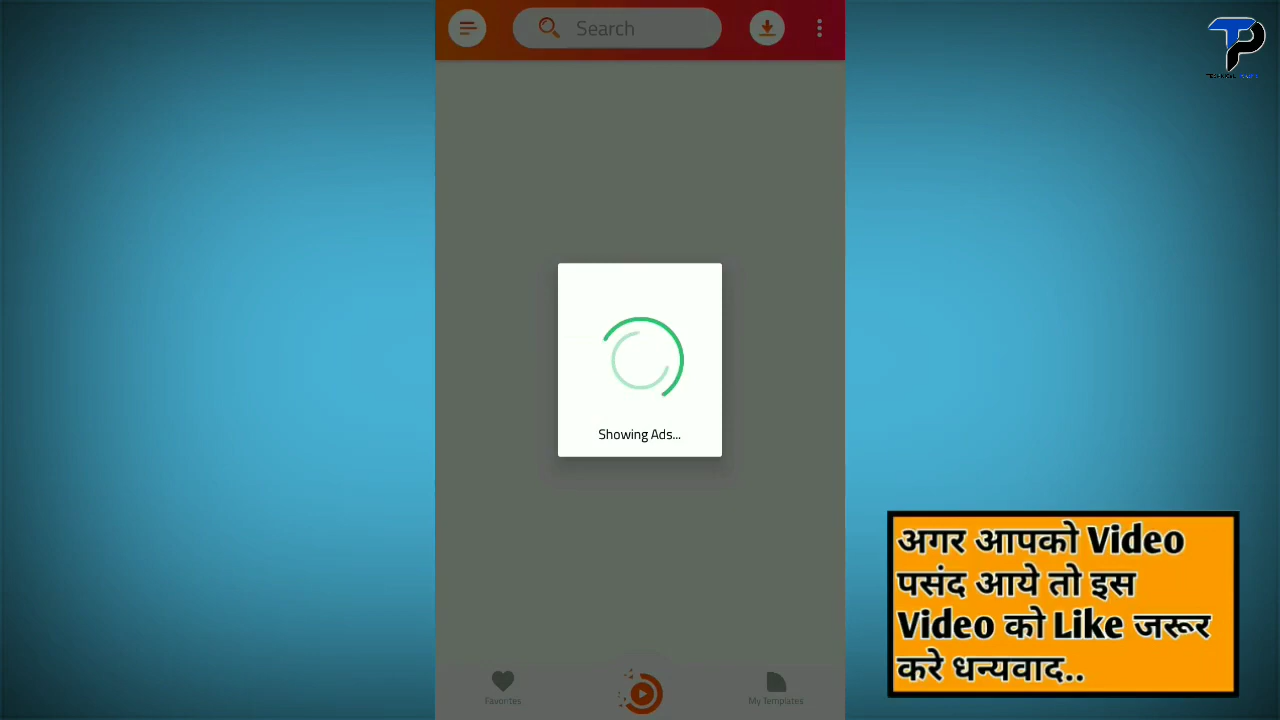 Search
Showing Ads...
अगर आपको Video
पसंद आये तो इस
Video को Like जरूर
करे धन्यवाद..
Favorites
My Templates